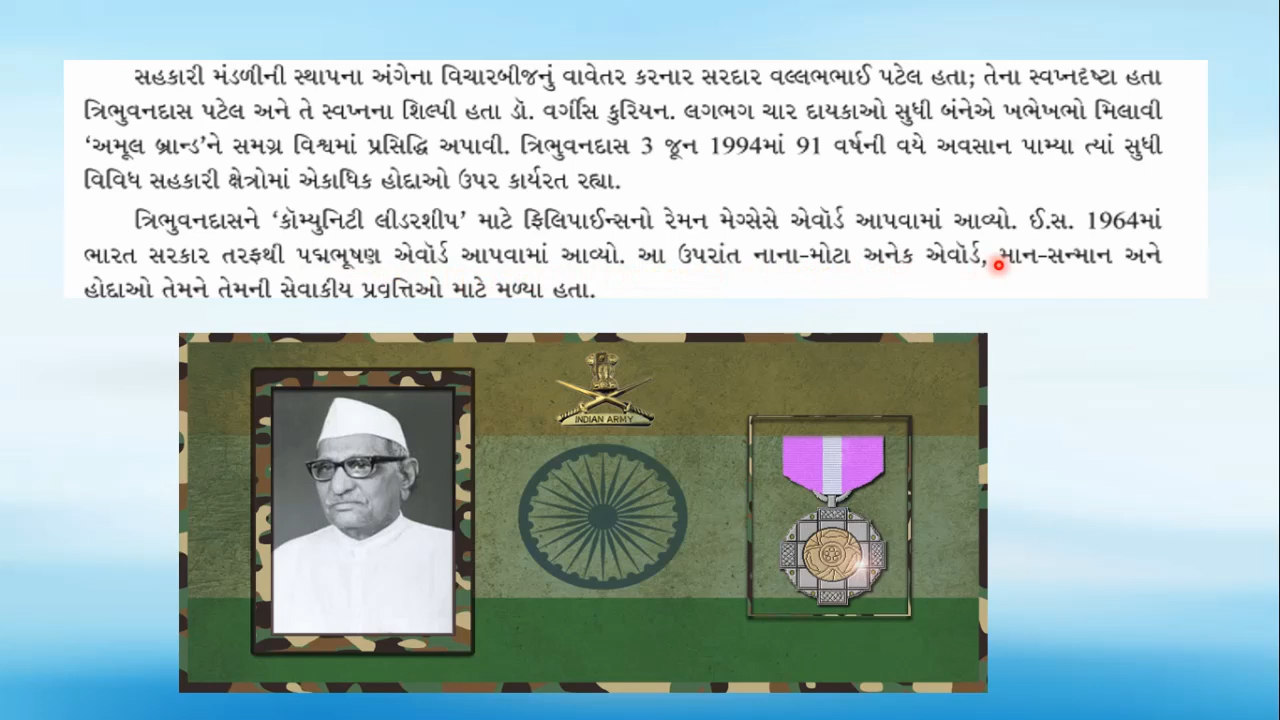 સહકારી મંડળીની સ્થાપના અંગેના વિચારબીજનું વાવેતર કરનાર સરદાર વલ્લભભાઈ પટેલ હતા; તેના સ્વપ્નદૃષ્ટા હતા
ત્રિભુવનદાસ પટેલ અને તે સ્વપ્નના શિલ્પી હતા ડૉ. વર્ગીસ કુરિયન. લગભગ ચાર દાયકાઓ સુધી બંનેએ ખભેખભો મિલાવી
‘અમૂલ બ્રાન્ડ’ને સમગ્ર વિશ્વમાં પ્રસિદ્ધિ અપાવી. ત્રિભુવનદાસ 3 જૂન 1994માં 91 વર્ષની વયે અવસાન પામ્યા ત્યાં સુધી
વિવિધ સહકારી ક્ષેત્રોમાં એકાધિક હોદ્દાઓ ઉપર કાર્યરત રહ્યા.
ત્રિભુવનદાસને ‘કૉમ્યુનિટી લીડરશીપ’ માટે ફિલિપાઈન્સનો રેમન મેગ્સેસે એવૉર્ડ આપવામાં આવ્યો. ઈ.સ. 1964માં
ભારત સરકાર તરફથી પદ્મભૂષણ એવૉર્ડ આપવામાં આવ્યો. આ ઉપરાંત નાના-મોટા અનેક એવૉર્ડ, માન-સન્માન અને
હોદ્દાઓ તેમને તેમની સેવાકીય પ્રવૃત્તિઓ માટે મળ્યા હતા.
INDIAN ARMY